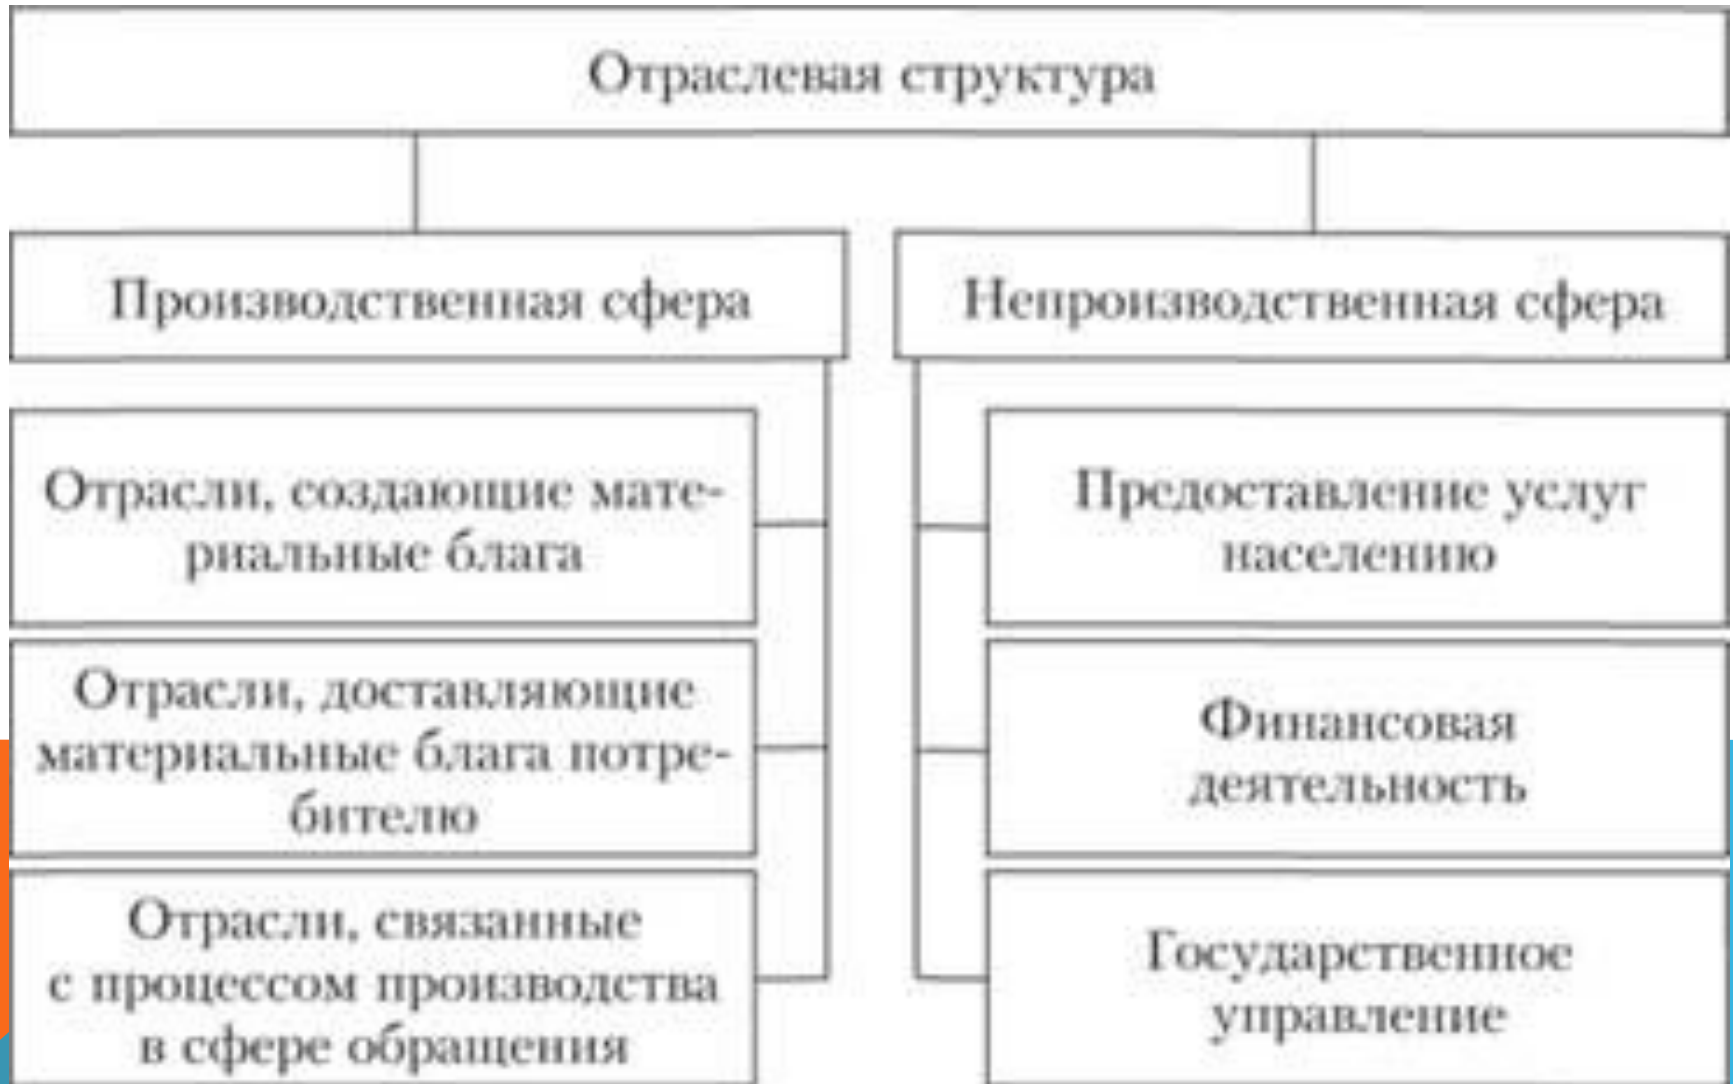 Отраслевая структура
Производственная сфера
Отрасли, создающие мате-
риальные блага
Отрасли, доставляющие
материальные блага потре-
бителю
Отрасли, связанные
с процессом производства
в сфере обращения
Непроизводственная сфера
Предоставление услуг
населению
Финансовая
деятельность
Государственное
управление